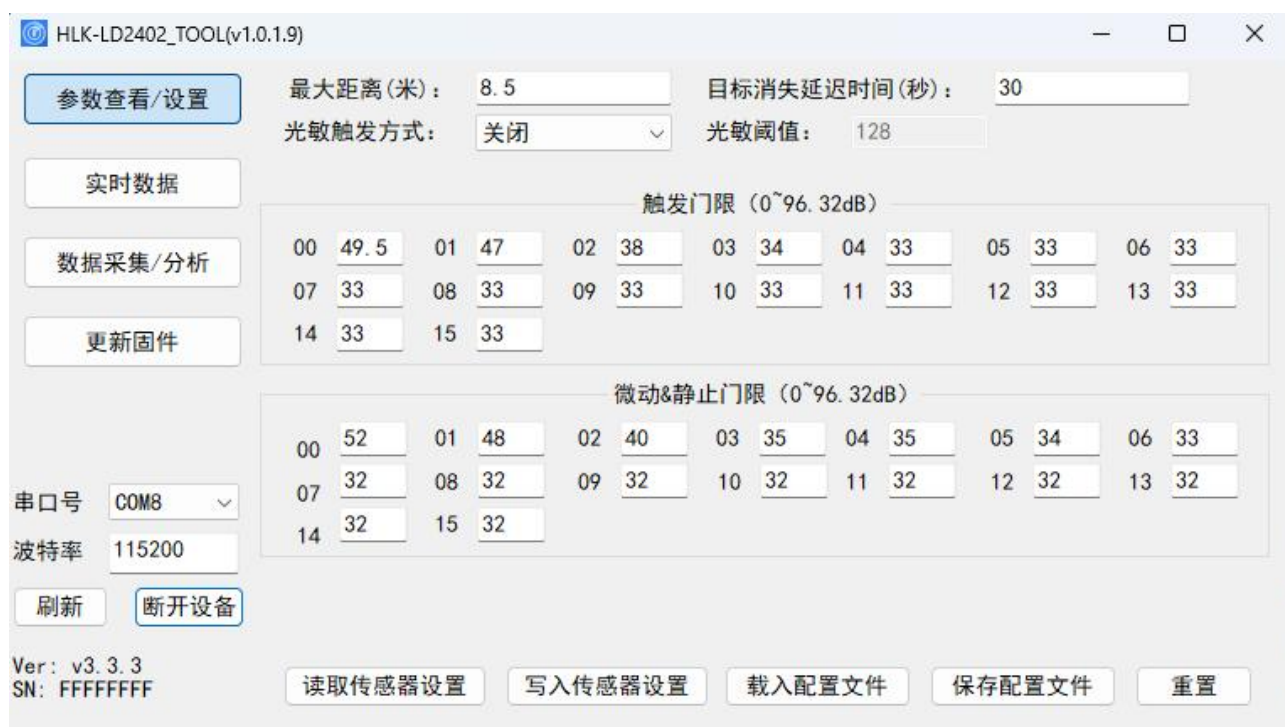 HLK-LD2402_TOOL(v1.0.1.9)
参数查看/设置
实时数据
数据采集/分析
更新固件
最大距离(米): 8.5 目标消失延迟时间(秒): 30
光敏触发方式: 关闭 光敏阈值: 128
触发门限（0~96.32dB）
00 49.5 01 47 02 38 03 34 04 33 05 33 06 33
07 33 08 33 09 33 10 33 11 33 12 33 13 33
14 33 15 33
微动&静止门限（0~96.32dB）
00 52 01 48 02 40 03 35 04 35 05 34 06 33
07 32 08 32 09 32 10 32 11 32 12 32 13 32
14 32 15 32
串口号 COM8
波特率 115200
刷新 断开设备
Ver: v3.3.3
SN: FFFFFFFF
读取传感器设置 写入传感器设置 载入配置文件 保存配置文件 重置